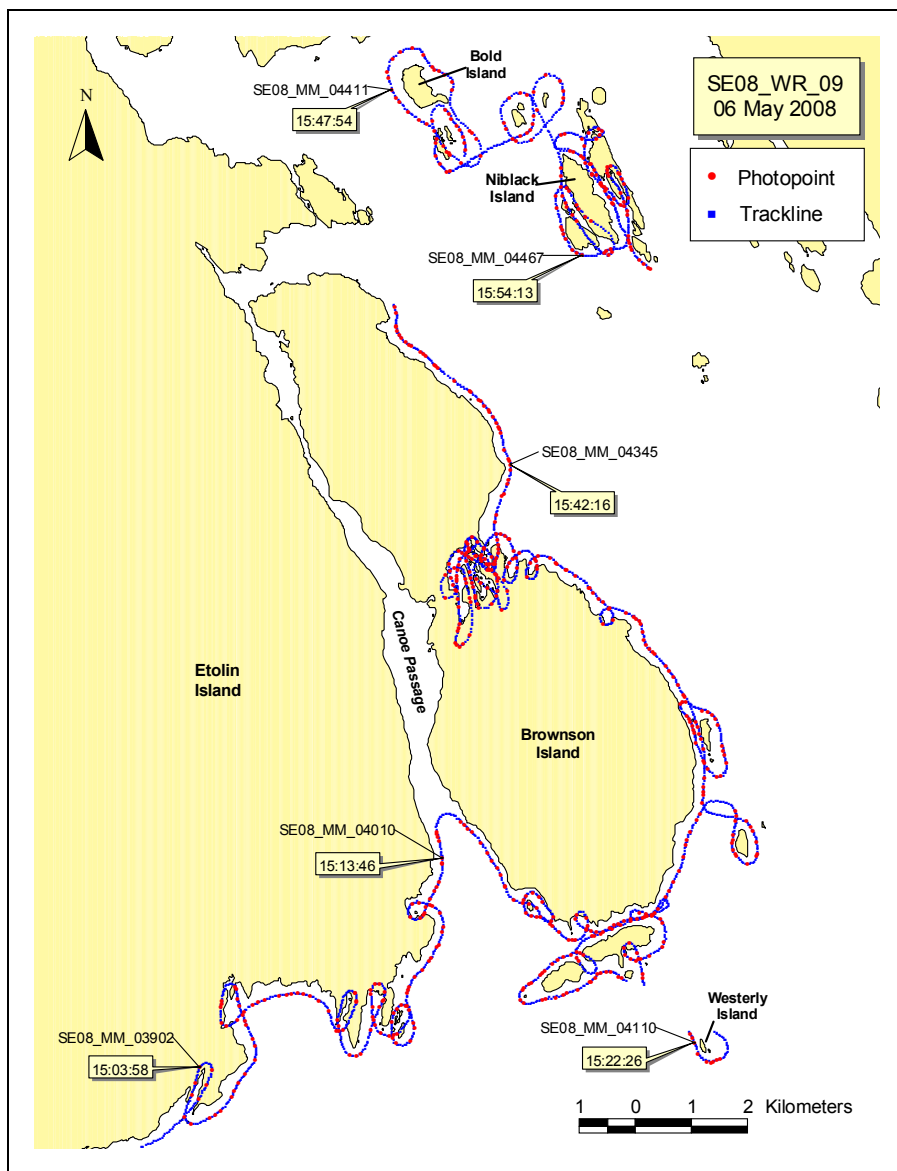 Bold
Island
SE08_MM_04411
15:47:54
SE08_WR_09
06 May 2008
N
Photopoint
Trackline
Niblack
Island
SE08_MM_04467
15:54:13
SE08_MM_04345
15:42:16
Canoe Passage
Etolin
Island
Brownson
Island
SE08_MM_04010
15:13:46
Westerly
Island
SE08_MM_04110
15:22:26
SE08_MM_03902
15:03:58
1 0 1 2 Kilometers